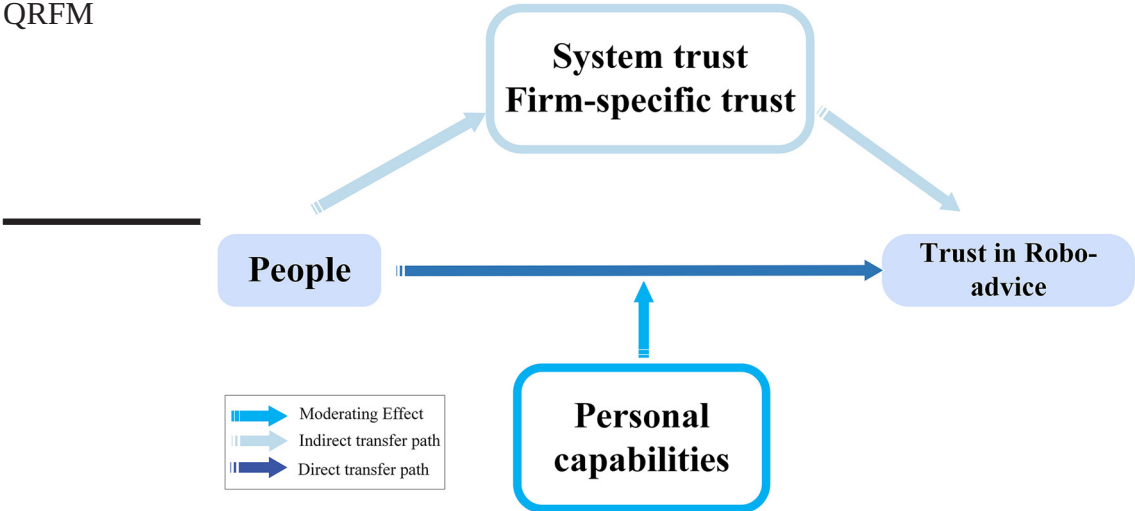 QRFM
System trust
Firm-specific trust
People
Trust in Robo-
advice
Personal
capabilities
Moderating Effect
Indirect transfer path
Direct transfer path